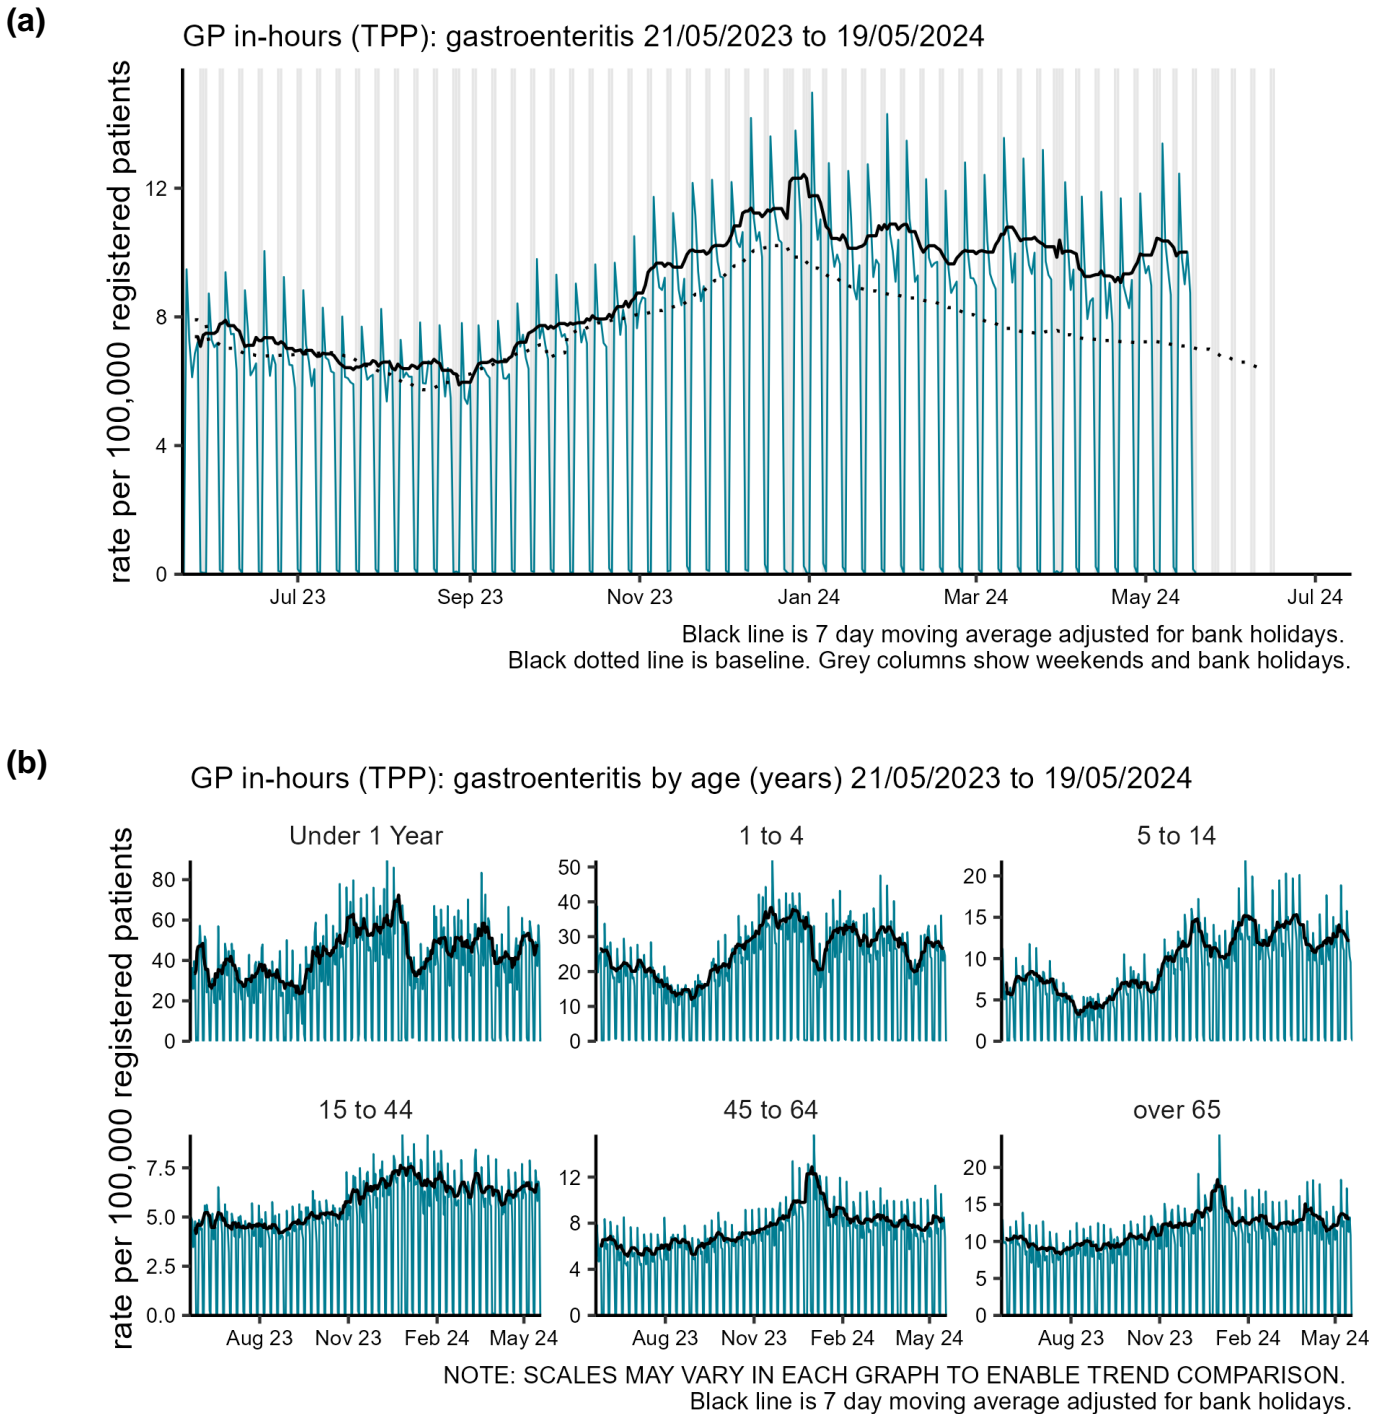 (a)
GP in-hours (TPP): gastroenteritis 21/05/2023 to 19/05/2024
rate per 100,000 registered patients
12
8
4
0
Jul 23 Sep 23 Nov 23 Jan 24 Mar 24 May 24 Jul 24
Black line is 7 day moving average adjusted for bank holidays.
Black dotted line is baseline. Grey columns show weekends and bank holidays.
(b)
GP in-hours (TPP): gastroenteritis by age (years) 21/05/2023 to 19/05/2024
rate per 100,000 registered patients
Under 1 Year
80
60
40
20
0
1 to 4
50
40
30
20
10
0
5 to 14
20
15
10
5
0
15 to 44
7.5
5.0
2.5
0.0
Aug 23 Nov 23 Feb 24 May 24
45 to 64
12
8
4
0
Aug 23 Nov 23 Feb 24 May 24
over 65
20
15
10
5
0
Aug 23 Nov 23 Feb 24 May 24
NOTE: SCALES MAY VARY IN EACH GRAPH TO ENABLE TREND COMPARISON.
Black line is 7 day moving average adjusted for bank holidays.